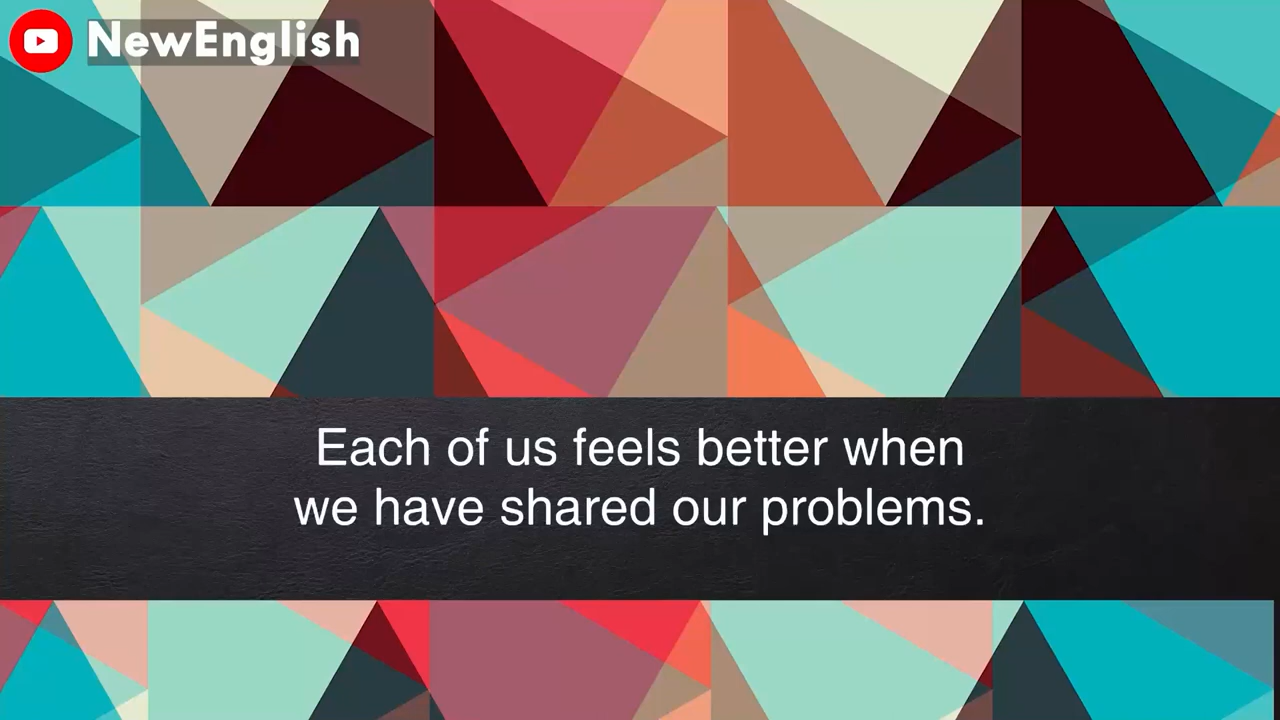 NewEnglish
Each of us feels better when
we have shared our problems.